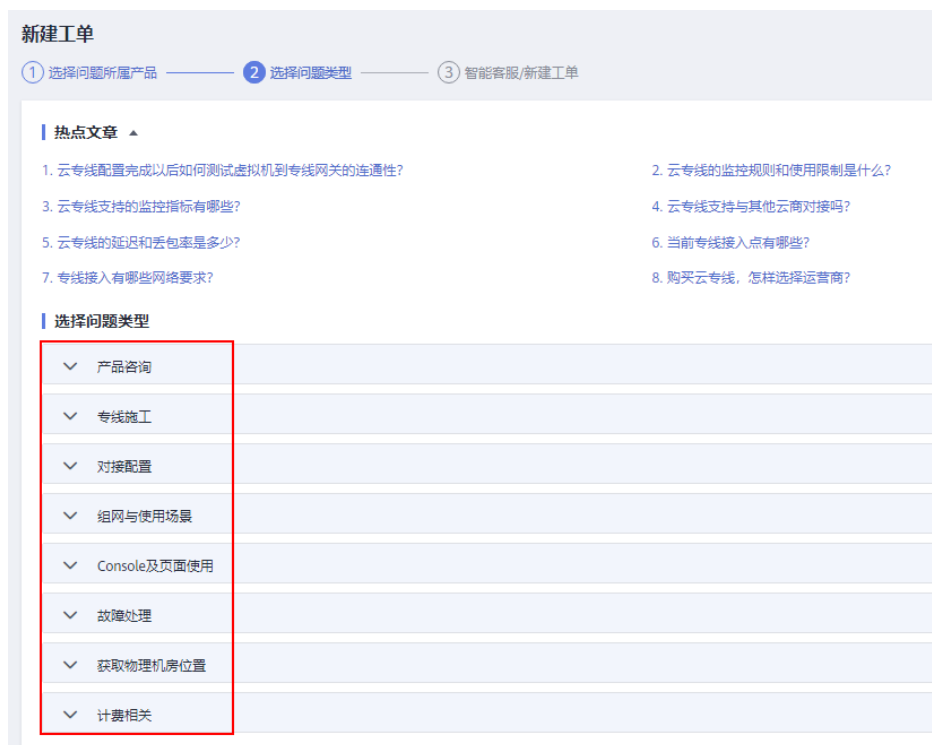 新建工单
1 选择问题所属产品 2 选择问题类型 3 智能客服/新建工单
热点文章
1. 云专线配置完成以后如何测试虚拟机到专线网关的连通性? 2. 云专线的监控规则和使用限制是什么?
3. 云专线支持的监控指标有哪些? 4. 云专线支持与其他云商对接吗?
5. 云专线的延迟和丢包率是多少? 6. 当前专线接入点有哪些?
7. 专线接入有哪些网络要求? 8. 购买云专线，怎样选择运营商?
选择问题类型
产品咨询
专线施工
对接配置
组网与使用场景
Console及页面使用
故障处理
获取物理机房位置
计费相关